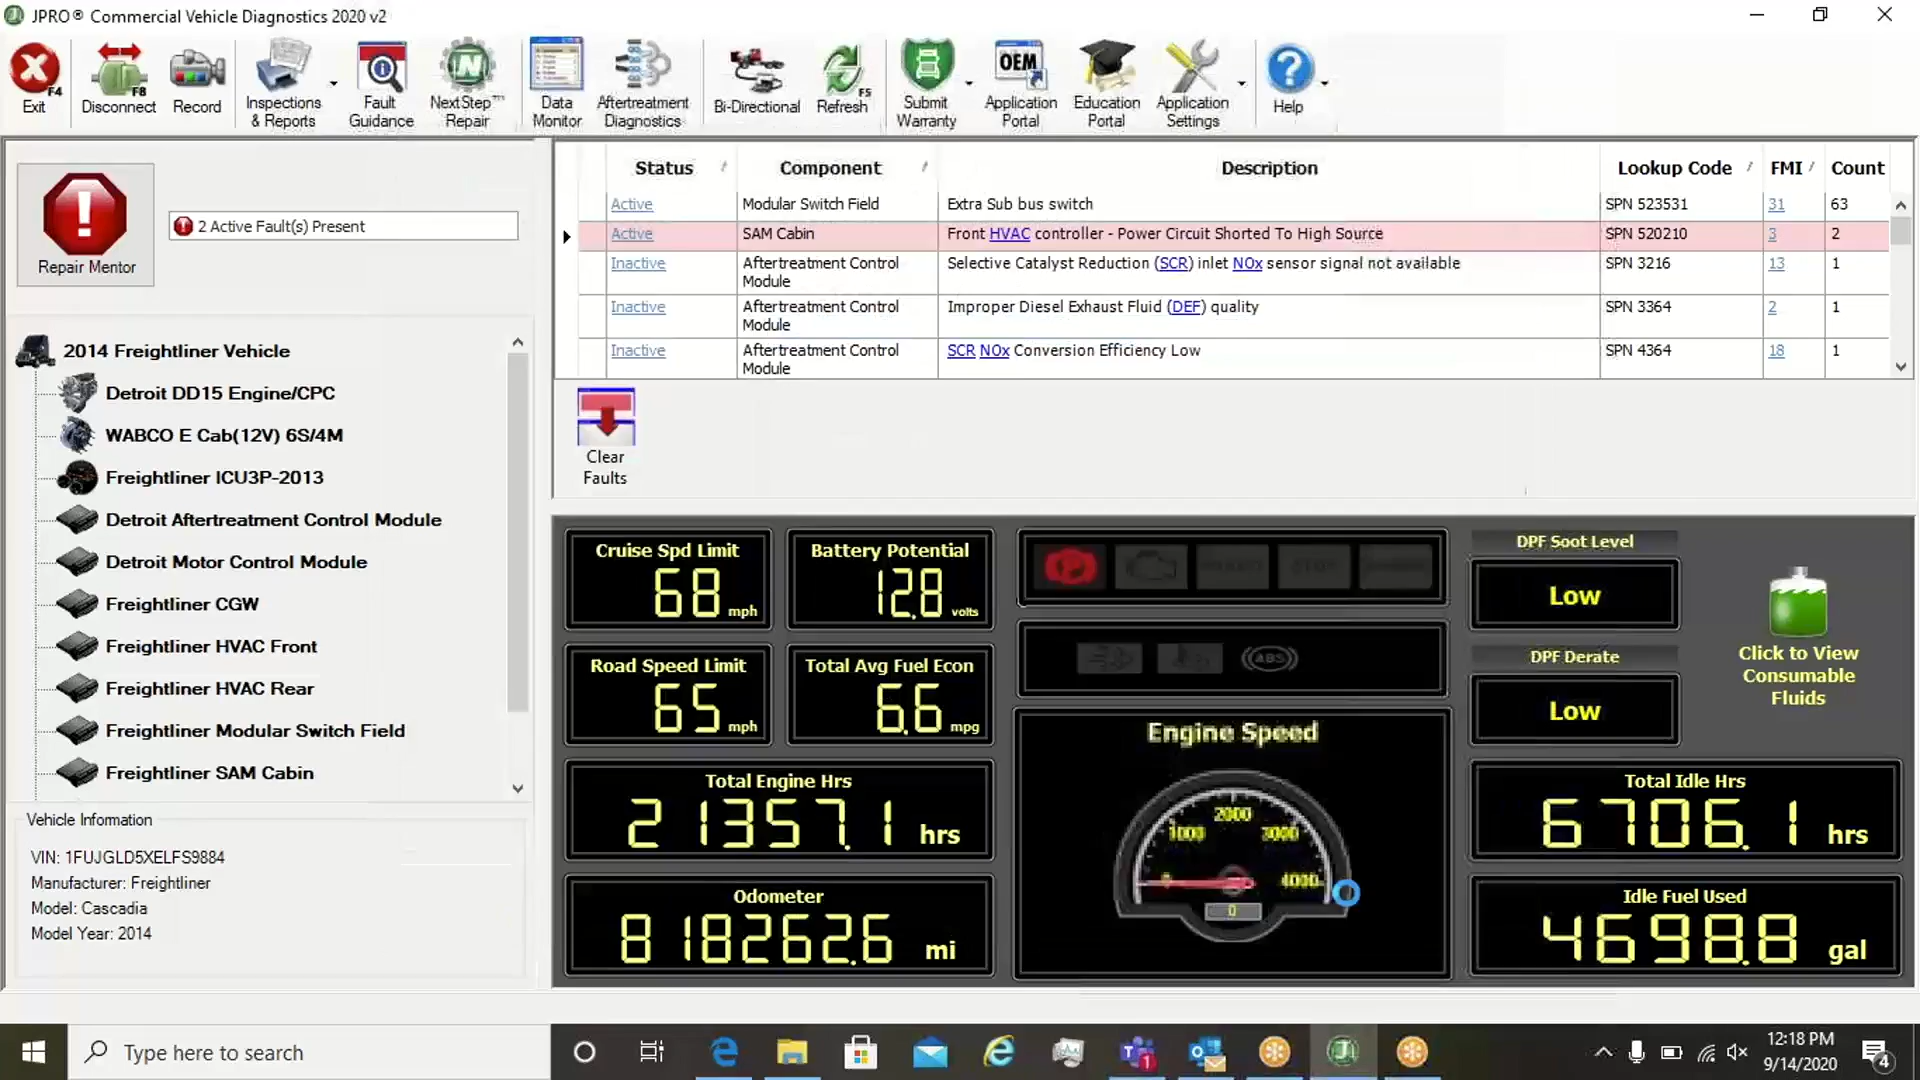 JPRO® Commercial Vehicle Diagnostics 2020 v2
F4
Exit
F8
Disconnect
Record
Inspections
& Reports
Fault
Guidance
N
NextStep™
Repair
Data
Monitor
Aftertreatment
Diagnostics
Bi-Directional
F5
Refresh
Submit
Warranty
OEM
Application
Portal
Education
Portal
Application
Settings
?
Help
!
Repair Mentor
2 Active Fault(s) Present
2014 Freightliner Vehicle
Detroit DD15 Engine/CPC
WABCO E Cab(12V) 6S/4M
Freightliner ICU3P-2013
Detroit Aftertreatment Control Module
Detroit Motor Control Module
Freightliner CGW
Freightliner HVAC Front
Freightliner HVAC Rear
Freightliner Modular Switch Field
Freightliner SAM Cabin
Vehicle Information
VIN: 1FUJGLD5XELFS9884
Manufacturer: Freightliner
Model: Cascadia
Model Year: 2014
Status Component Description Lookup Code FMI Count
Active Modular Switch Field Extra Sub bus switch SPN 523531 31 63
Active SAM Cabin Front HVAC controller - Power Circuit Shorted To High Source SPN 520210 3 2
Inactive Aftertreatment Control Selective Catalyst Reduction (SCR) inlet NOx sensor signal not available SPN 3216 13 1
Module
Inactive Aftertreatment Control Improper Diesel Exhaust Fluid (DEF) quality SPN 3364 2 1
Module
Inactive Aftertreatment Control SCR NOx Conversion Efficiency Low SPN 4364 18 1
Module
Clear
Faults
Cruise Spd Limit
68 mph
Battery Potential
12.8 volts
Road Speed Limit
65 mph
Total Avg Fuel Econ
6.6 mpg
Total Engine Hrs
21357.1 hrs
Odometer
818262.6 mi
ABS
Engine Speed
0 1000 2000 3000 4000
0
DPF Soot Level
Low
DPF Derate
Low
Click to View
Consumable
Fluids
Total Idle Hrs
6706.1 hrs
Idle Fuel Used
4698.8 gal
Type here to search
1
12:18 PM
9/14/2020
4